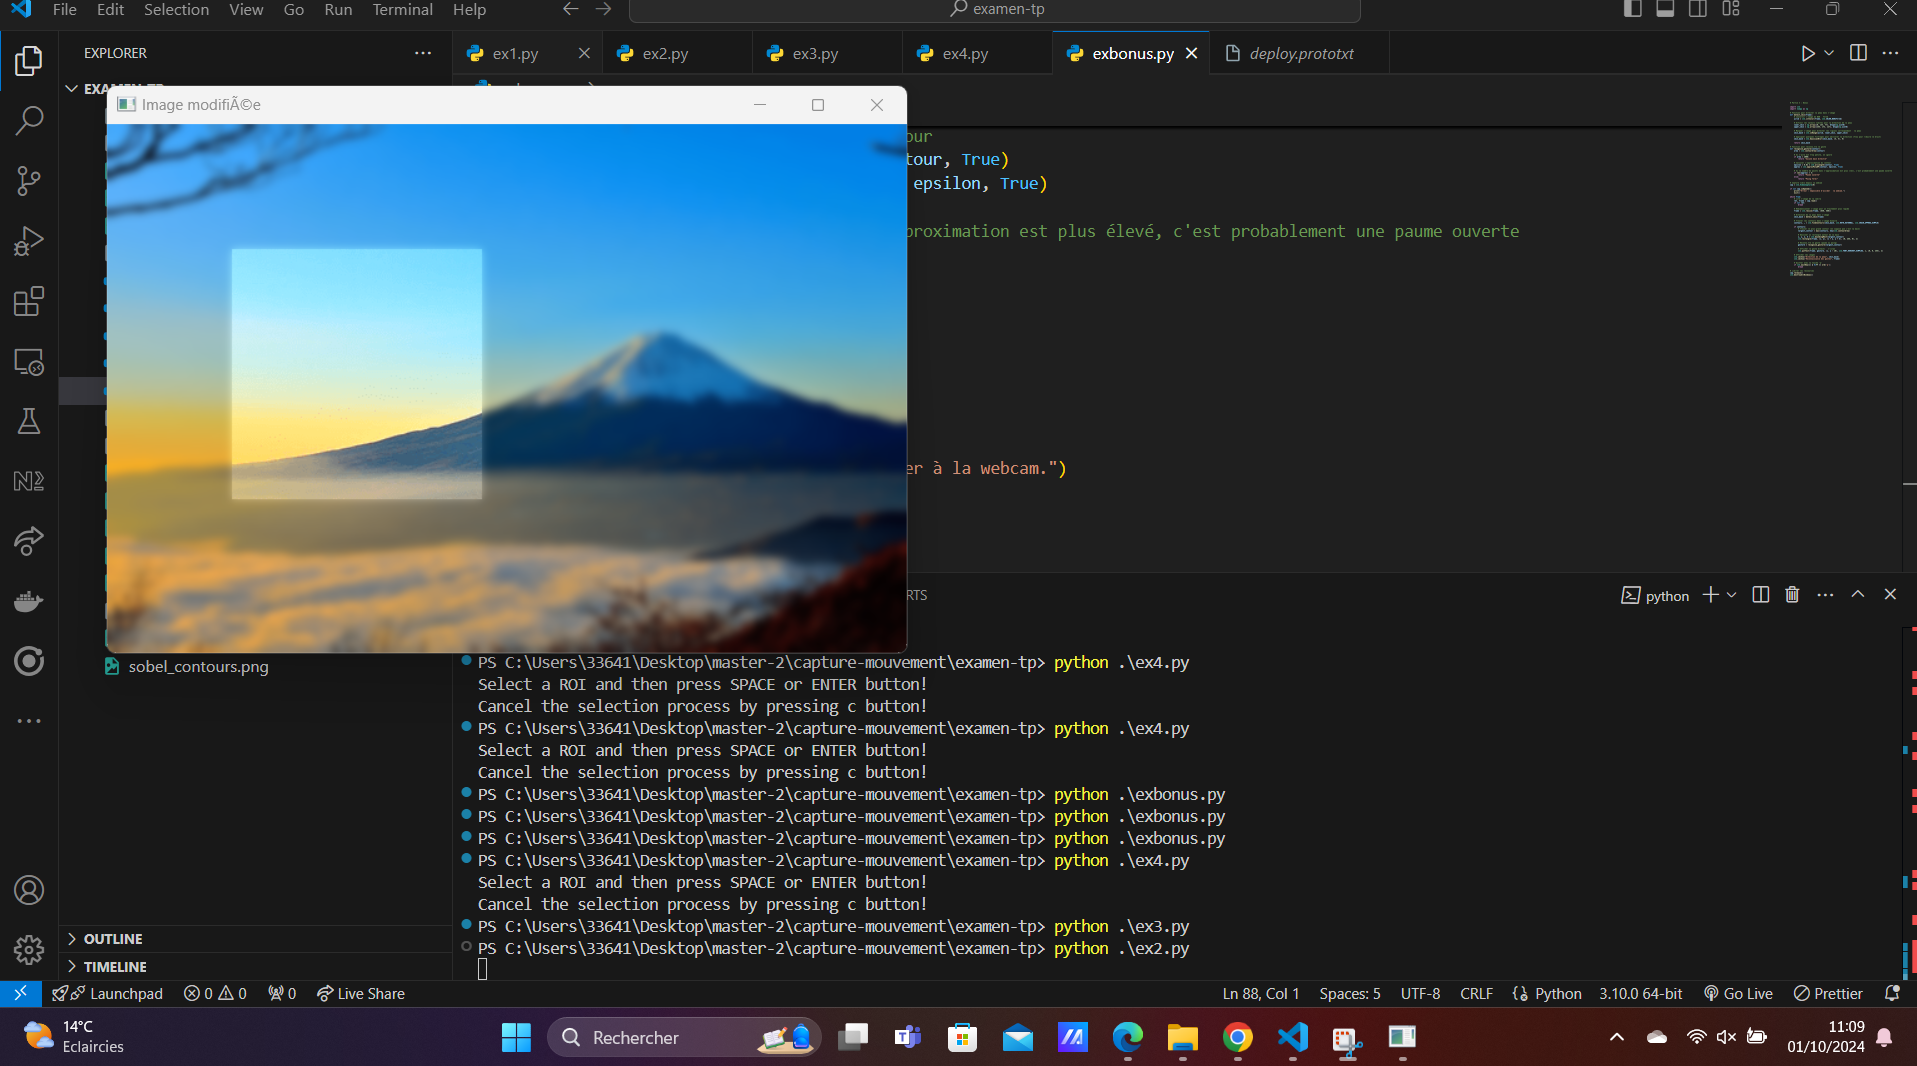 File Edit Selection View Go Run Terminal Help
examen-tp
EXPLORER
ex1.py
ex2.py
ex3.py
ex4.py
exbonus.py
deploy.prototxt
Image modifiÃ©e
our
tour, True)
epsilon, True)
proximation est plus élevé, c'est probablement une paume ouverte
er à la webcam.")
RTS
python
sobel_contours.png
PS C:\Users\33641\Desktop\master-2\capture-mouvement\examen-tp> python .\ex4.py
Select a ROI and then press SPACE or ENTER button!
Cancel the selection process by pressing c button!
PS C:\Users\33641\Desktop\master-2\capture-mouvement\examen-tp> python .\ex4.py
Select a ROI and then press SPACE or ENTER button!
Cancel the selection process by pressing c button!
PS C:\Users\33641\Desktop\master-2\capture-mouvement\examen-tp> python .\exbonus.py
PS C:\Users\33641\Desktop\master-2\capture-mouvement\examen-tp> python .\exbonus.py
PS C:\Users\33641\Desktop\master-2\capture-mouvement\examen-tp> python .\exbonus.py
PS C:\Users\33641\Desktop\master-2\capture-mouvement\examen-tp> python .\ex4.py
Select a ROI and then press SPACE or ENTER button!
Cancel the selection process by pressing c button!
PS C:\Users\33641\Desktop\master-2\capture-mouvement\examen-tp> python .\ex3.py
PS C:\Users\33641\Desktop\master-2\capture-mouvement\examen-tp> python .\ex2.py
OUTLINE
TIMELINE
Launchpad 0 0 0 Live Share
Ln 88, Col 1 Spaces: 5 UTF-8 CRLF Python 3.10.0 64-bit Go Live Prettier
14°C
Eclaircies
Rechercher
11:09
01/10/2024